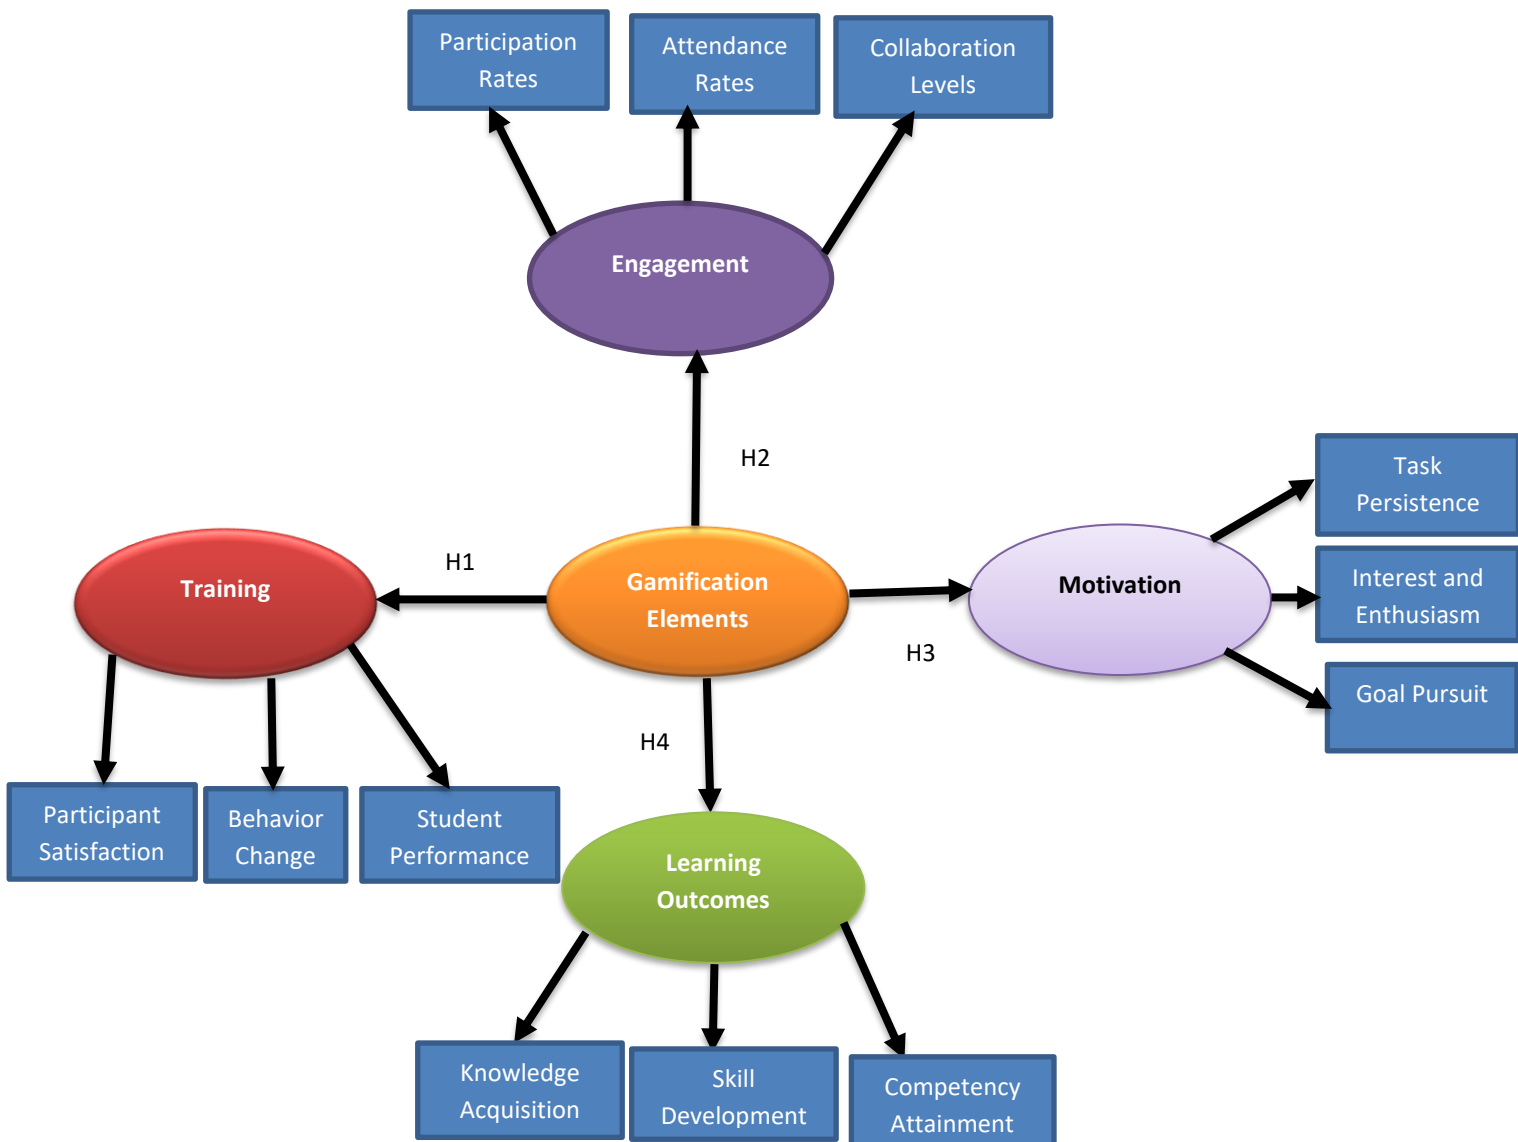 Participation
Rates
Attendance
Rates
Collaboration
Levels
Engagement
H2
Task
Persistence
H1
Training
Gamification
Elements
Motivation
Interest and
Enthusiasm
H3
Goal Pursuit
H4
Participant
Satisfaction
Behavior
Change
Student
Performance
Learning
Outcomes
Knowledge
Acquisition
Skill
Development
Competency
Attainment